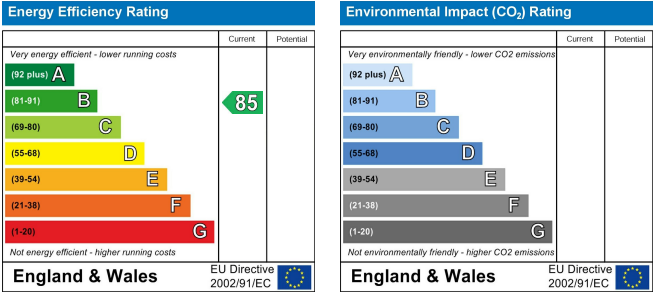 Energy Efficiency Rating
Current Potential
Very energy efficient - lower running costs
(92 plus) A
(81-91) B
85
(69-80) C
(55-68) D
(39-54) E
(21-38) F
(1-20) G
Not energy efficient - higher running costs
England & Wales
EU Directive
2002/91/EC
Environmental Impact (CO₂) Rating
Current Potential
Very environmentally friendly - lower CO2 emissions
(92 plus) A
(81-91) B
(69-80) C
(55-68) D
(39-54) E
(21-38) F
(1-20) G
Not environmentally friendly - higher CO2 emissions
England & Wales
EU Directive
2002/91/EC